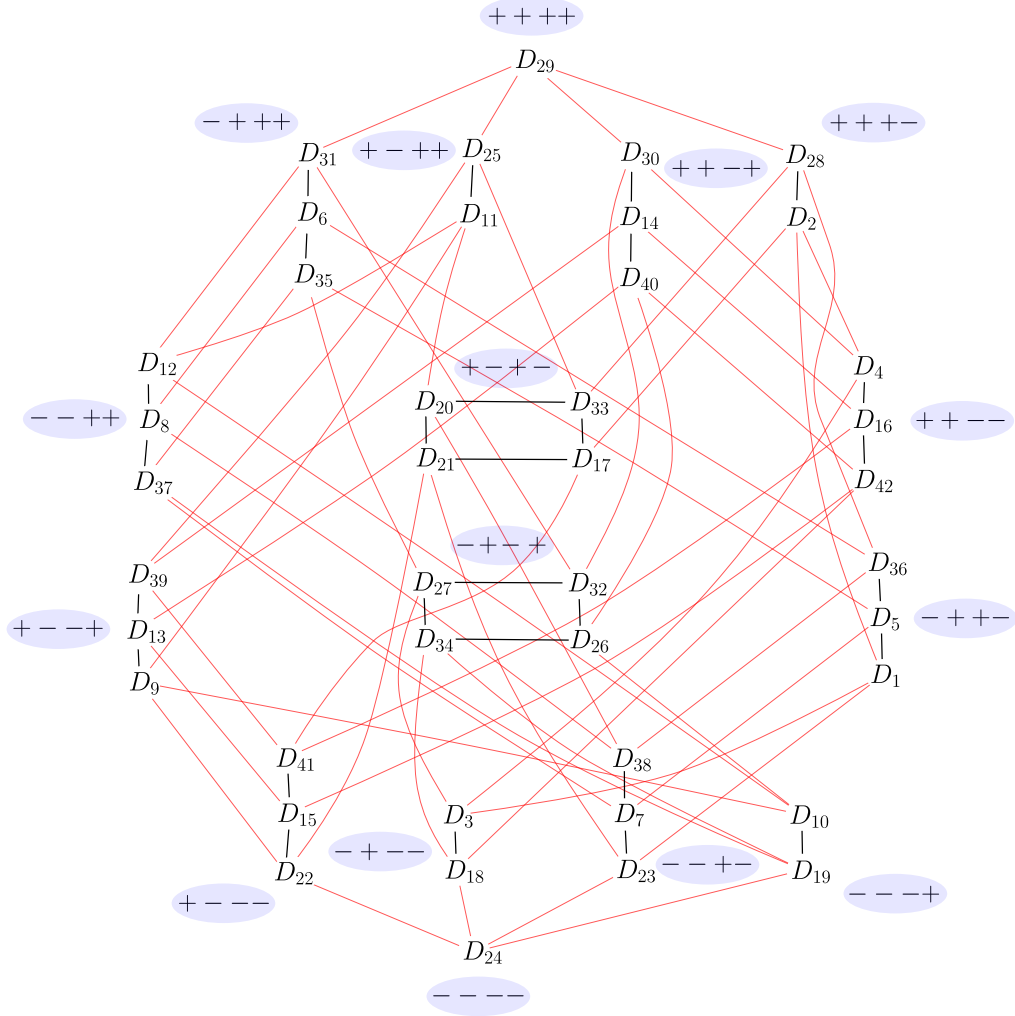 + + ++
D₂₉
− + ++
+ + +−
D₃₁
+ − ++
D₂₅
D₃₀
+ + −+
D₂₈
D₆
D₁₁
D₁₄
D₂
D₃₅
D₄₀
D₁₂
+ − + −
D₄
D₂₀
D₃₃
− − ++
D₈
D₁₆
+ + −−
D₂₁
D₁₇
D₃₇
D₄₂
− + − +
D₃₉
D₂₇
D₃₂
D₃₆
+ − −+
D₁₃
D₃₄
D₂₆
D₅
− + +−
D₉
D₁
D₄₁
D₃₈
D₁₅
D₃
D₇
D₁₀
− + −−
D₂₂
D₁₈
D₂₃
− − +−
D₁₉
+ − −−
− − −+
D₂₄
− − −−